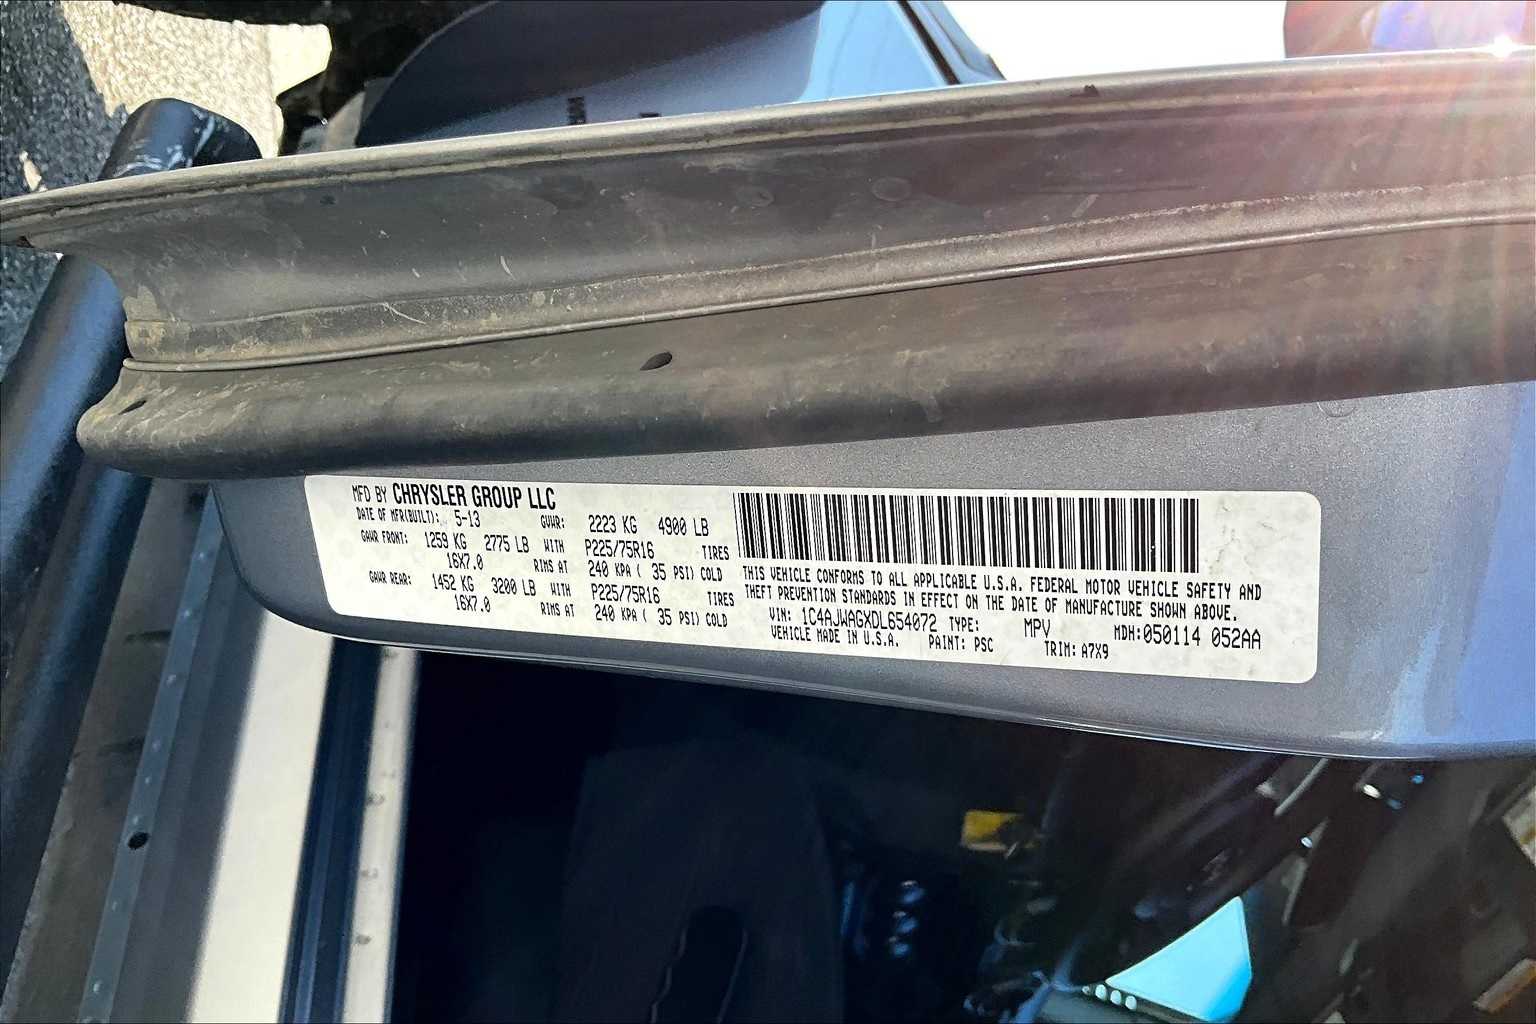 MFD BY CHRYSLER GROUP LLC
DATE OF MFR(BUILT): 5-13 GVWR: 2223 KG 4900 LB
GAWR FRONT: 1259 KG 2775 LB WITH P225/75R16 TIRES
16X7.0 RIMS AT 240 KPA ( 35 PSI) COLD
GAWR REAR: 1452 KG 3200 LB WITH P225/75R16 TIRES
16X7.0 RIMS AT 240 KPA ( 35 PSI) COLD
THIS VEHICLE CONFORMS TO ALL APPLICABLE U.S.A. FEDERAL MOTOR VEHICLE SAFETY AND
THEFT PREVENTION STANDARDS IN EFFECT ON THE DATE OF MANUFACTURE SHOWN ABOVE.
VIN: 1C4AJWAGXDL654072 TYPE: MPV MDH:050114 052AA
VEHICLE MADE IN U.S.A. PAINT: PSC TRIM: A7X9